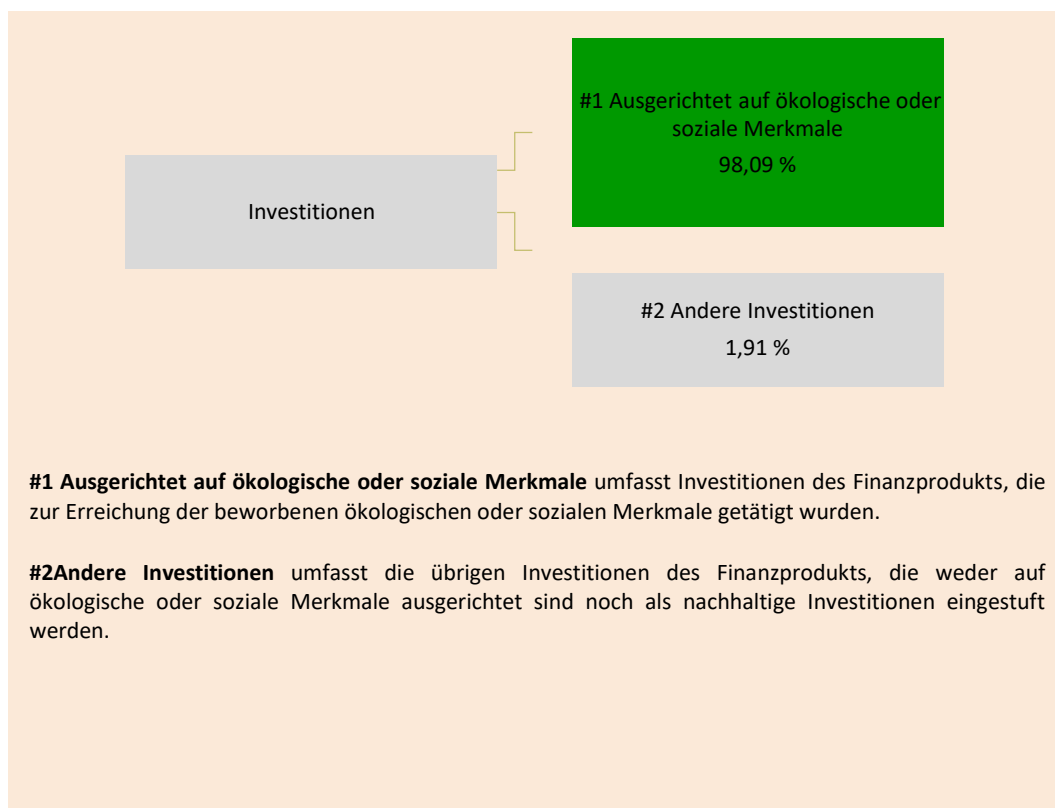 #1 Ausgerichtet auf ökologische oder
soziale Merkmale
98,09 %
Investitionen
#2 Andere Investitionen
1,91 %
#1 Ausgerichtet auf ökologische oder soziale Merkmale umfasst Investitionen des Finanzprodukts, die
zur Erreichung der beworbenen ökologischen oder sozialen Merkmale getätigt wurden.
#2Andere Investitionen umfasst die übrigen Investitionen des Finanzprodukts, die weder auf
ökologische oder soziale Merkmale ausgerichtet sind noch als nachhaltige Investitionen eingestuft
werden.